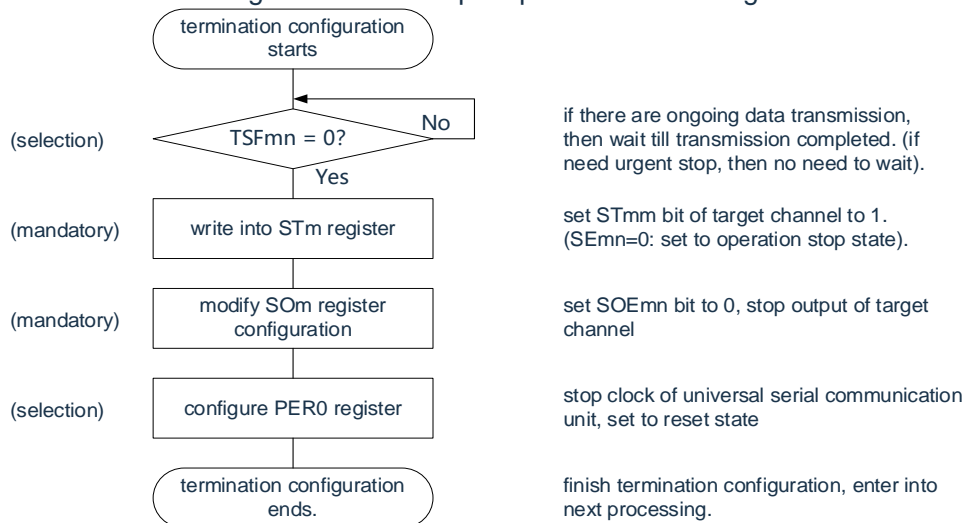 termination configuration
starts
(selection)
TSFmn = 0?
No
Yes
if there are ongoing data transmission,
then wait till transmission completed. (if
need urgent stop, then no need to wait).
(mandatory)
write into STm register
set STmm bit of target channel to 1.
(SEmn=0: set to operation stop state).
(mandatory)
modify SOm register
configuration
set SOEmn bit to 0, stop output of target
channel
(selection)
configure PER0 register
stop clock of universal serial communication
unit, set to reset state
termination configuration
ends.
finish termination configuration, enter into
next processing.